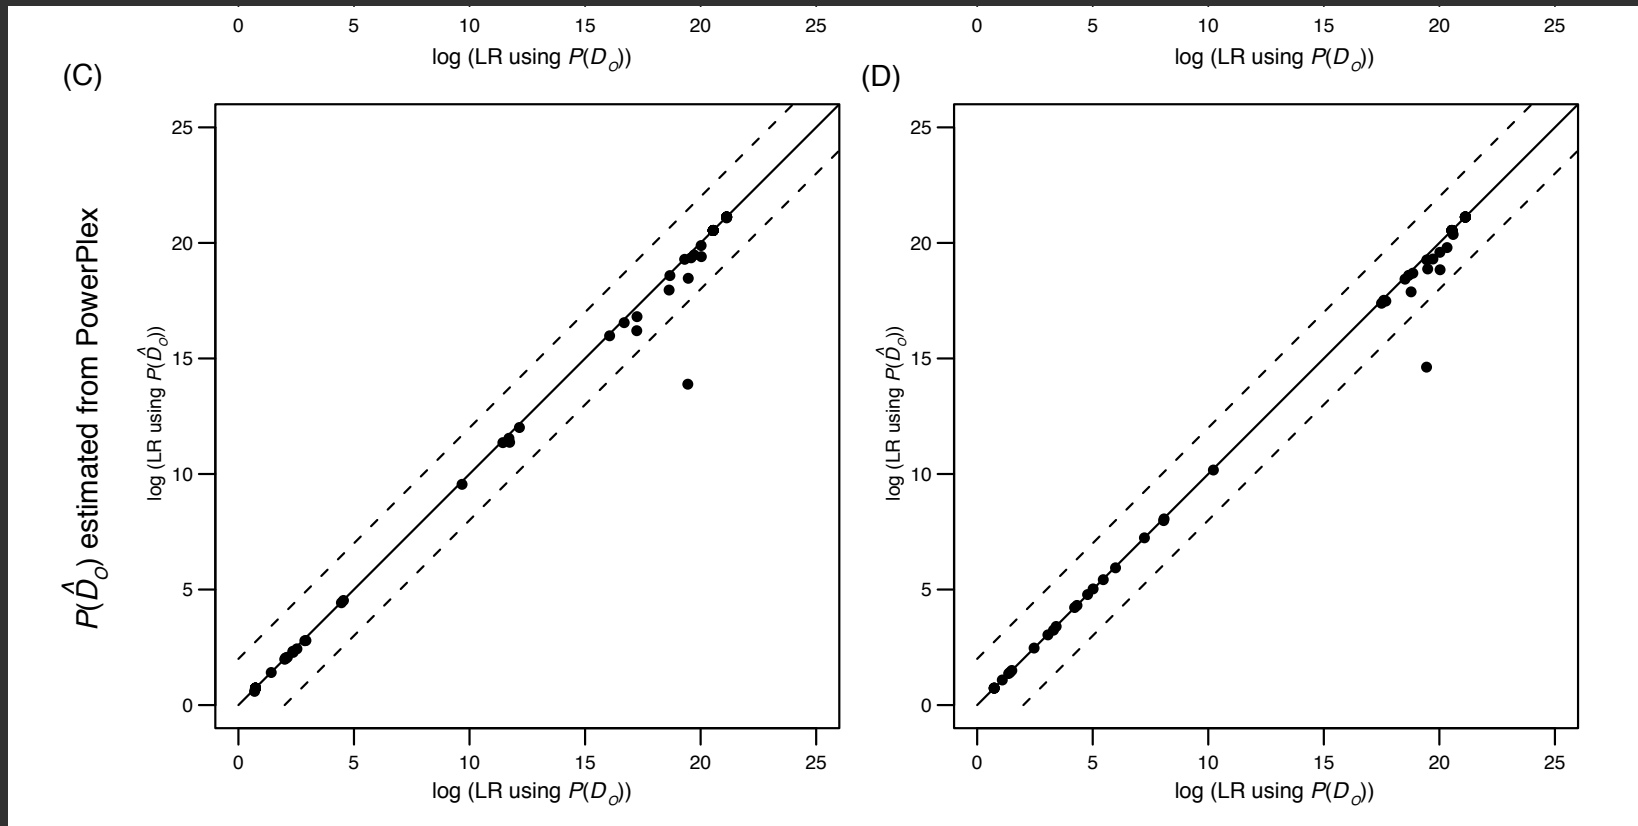 0 5 10 15 20 25
log (LR using P(D_O))
0 5 10 15 20 25
log (LR using P(D_O))
(C)
P(D̂_O) estimated from PowerPlex
log (LR using P(D̂_O))
25
20
15
10
5
0
0 5 10 15 20 25
log (LR using P(D_O))
(D)
log (LR using P(D̂_O))
25
20
15
10
5
0
0 5 10 15 20 25
log (LR using P(D_O))